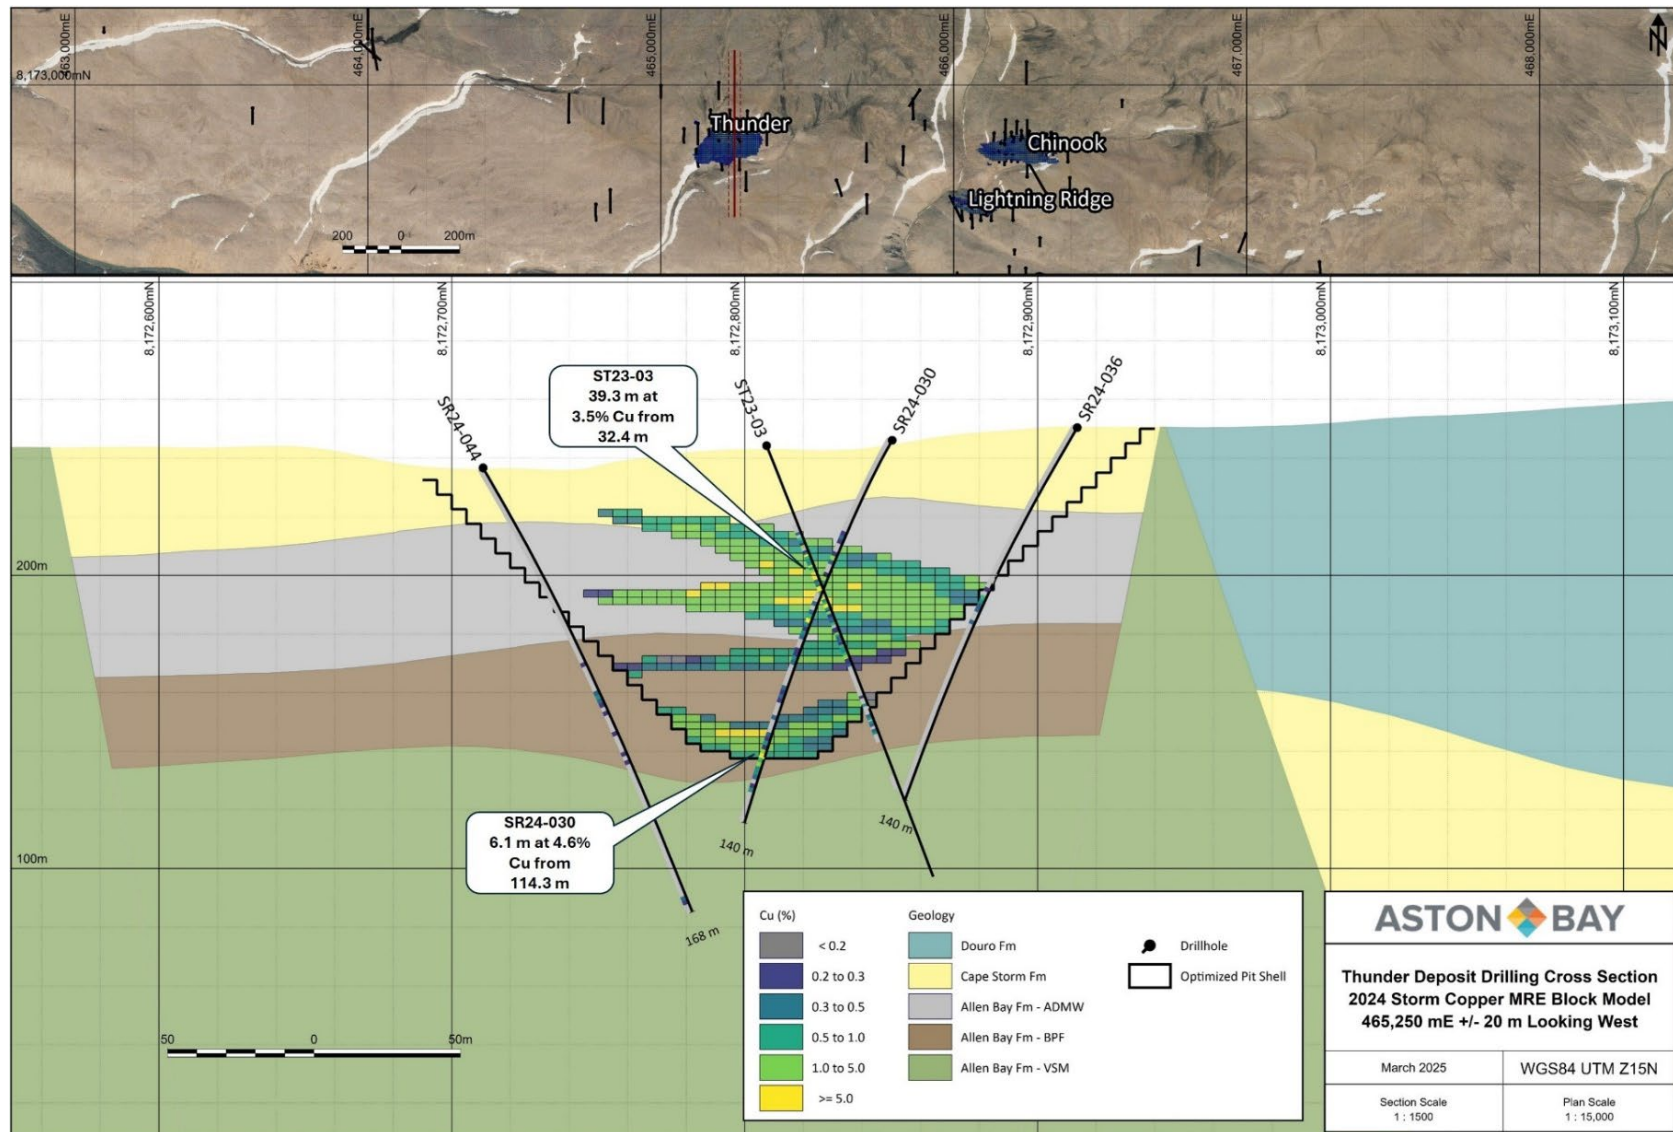 463,000mE
464,000mE
465,000mE
466,000mE
467,000mE
468,000mE
N
8,173,000mN
Thunder
Chinook
Lightning Ridge
200 0 200m
8,172,600mN
8,172,700mN
8,172,800mN
8,172,900mN
8,173,000mN
8,173,100mN
ST23-03
39.3 m at
3.5% Cu from
32.4 m
SR24-044
ST23-03
SR24-030
SR24-036
200m
100m
SR24-030
6.1 m at 4.6%
Cu from
114.3 m
140 m
140 m
168 m
50 0 50m
Cu (%)
< 0.2
0.2 to 0.3
0.3 to 0.5
0.5 to 1.0
1.0 to 5.0
>= 5.0
Geology
Douro Fm
Cape Storm Fm
Allen Bay Fm - ADMW
Allen Bay Fm - BPF
Allen Bay Fm - VSM
Drillhole
Optimized Pit Shell
ASTON BAY
Thunder Deposit Drilling Cross Section
2024 Storm Copper MRE Block Model
465,250 mE +/- 20 m Looking West
March 2025
WGS84 UTM Z15N
Section Scale
1 : 1500
Plan Scale
1 : 15,000